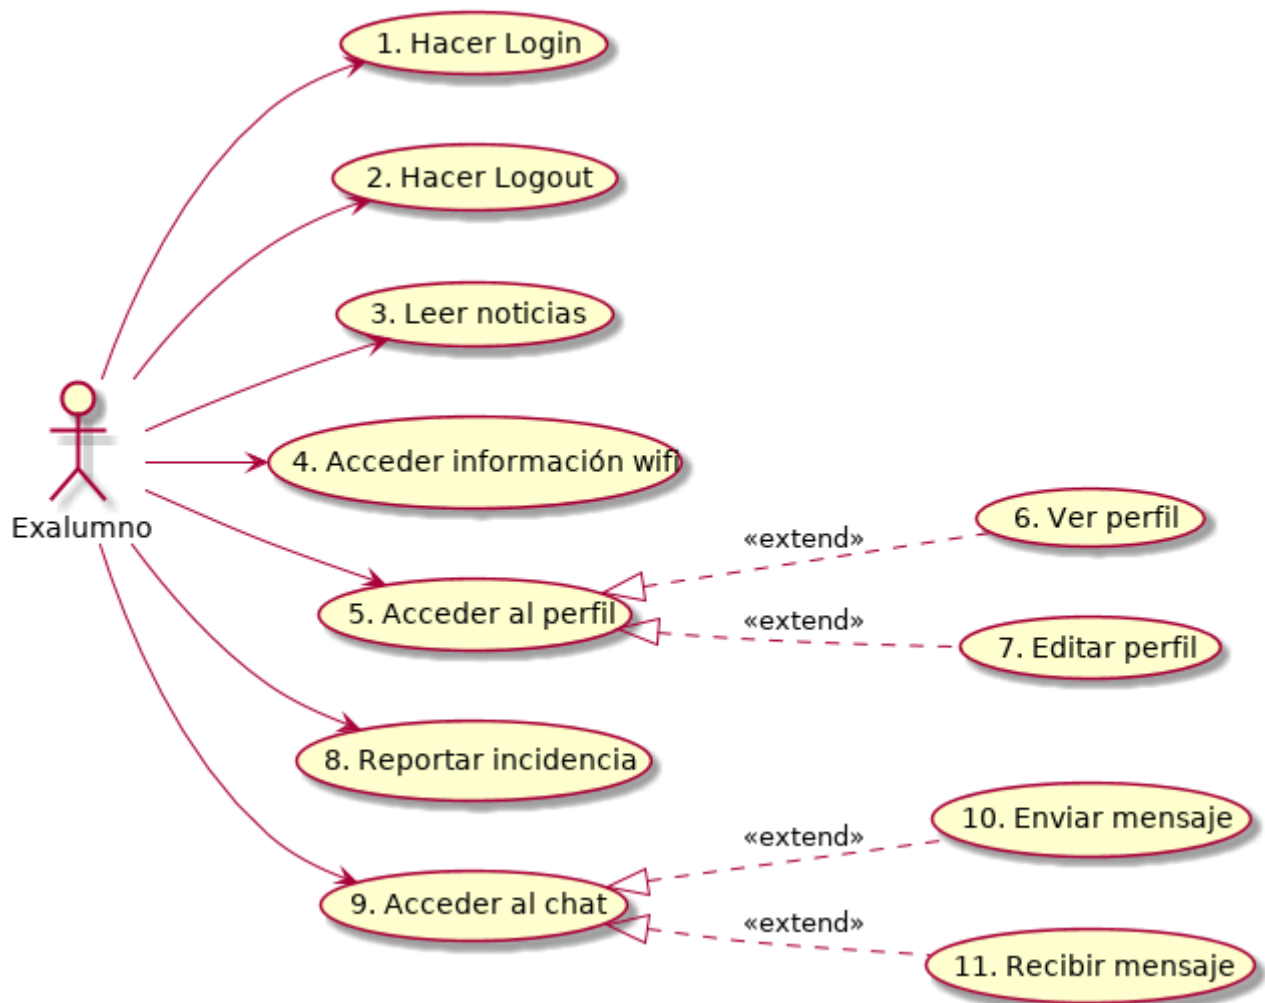 1. Hacer Login
2. Hacer Logout
3. Leer noticias
4. Acceder información wifi
Exalumno
«extend»
6. Ver perfil
5. Acceder al perfil
«extend»
7. Editar perfil
8. Reportar incidencia
«extend»
10. Enviar mensaje
9. Acceder al chat
«extend»
11. Recibir mensaje